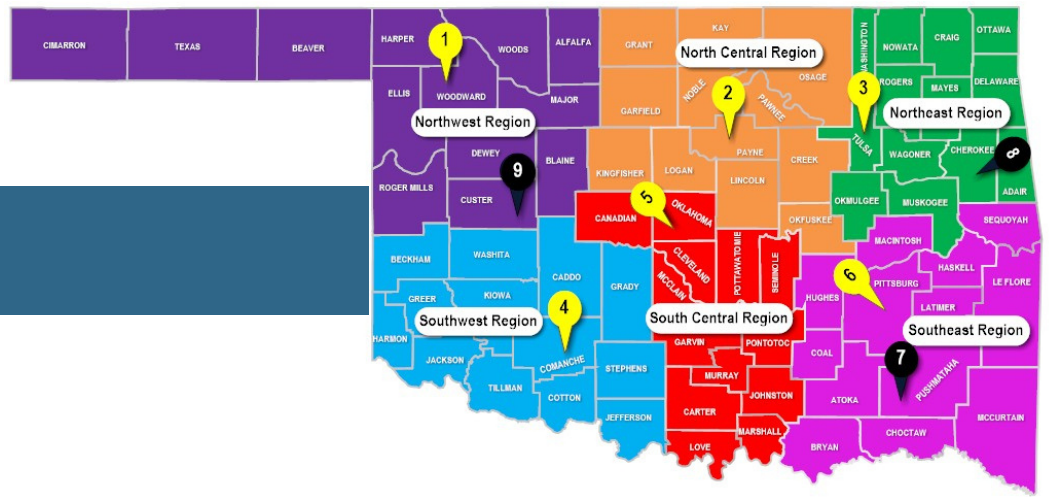 CIMARRON
TEXAS
BEAVER
HARPER
1
WOODS
ALFALFA
GRANT
KAY
WASHINGTON
NOWATA
CRAIG
OTTAWA
North Central Region
ELLIS
WOODWARD
MAJOR
GARFIELD
NOBLE
2
PAWNEE
OSAGE
3
ROGERS
MAYES
DELAWARE
Northwest Region
Northeast Region
DEWEY
BLAINE
KINGFISHER
LOGAN
PAYNE
CREEK
TULSA
WAGONER
CHEROKEE
8
ROGER MILLS
CUSTER
9
LINCOLN
ADAIR
CANADIAN
5
OKLAHOMA
OKFUSKEE
OKMULGEE
MUSKOGEE
SEQUOYAH
BECKHAM
WASHITA
CADDO
GRADY
CLEVELAND
MCCLAIN
POTTAWATOMIE
SEMINOLE
MACINTOSH
HASKELL
GREER
KIOWA
HUGHES
6
PITTSBURG
LATIMER
LE FLORE
Southwest Region
4
South Central Region
Southeast Region
HARMON
JACKSON
COMANCHE
STEPHENS
GARVIN
PONTOTOC
COAL
7
PUSHMATAHA
TILLMAN
COTTON
MURRAY
JOHNSTON
ATOKA
MCCURTAIN
JEFFERSON
CARTER
LOVE
MARSHALL
BRYAN
CHOCTAW